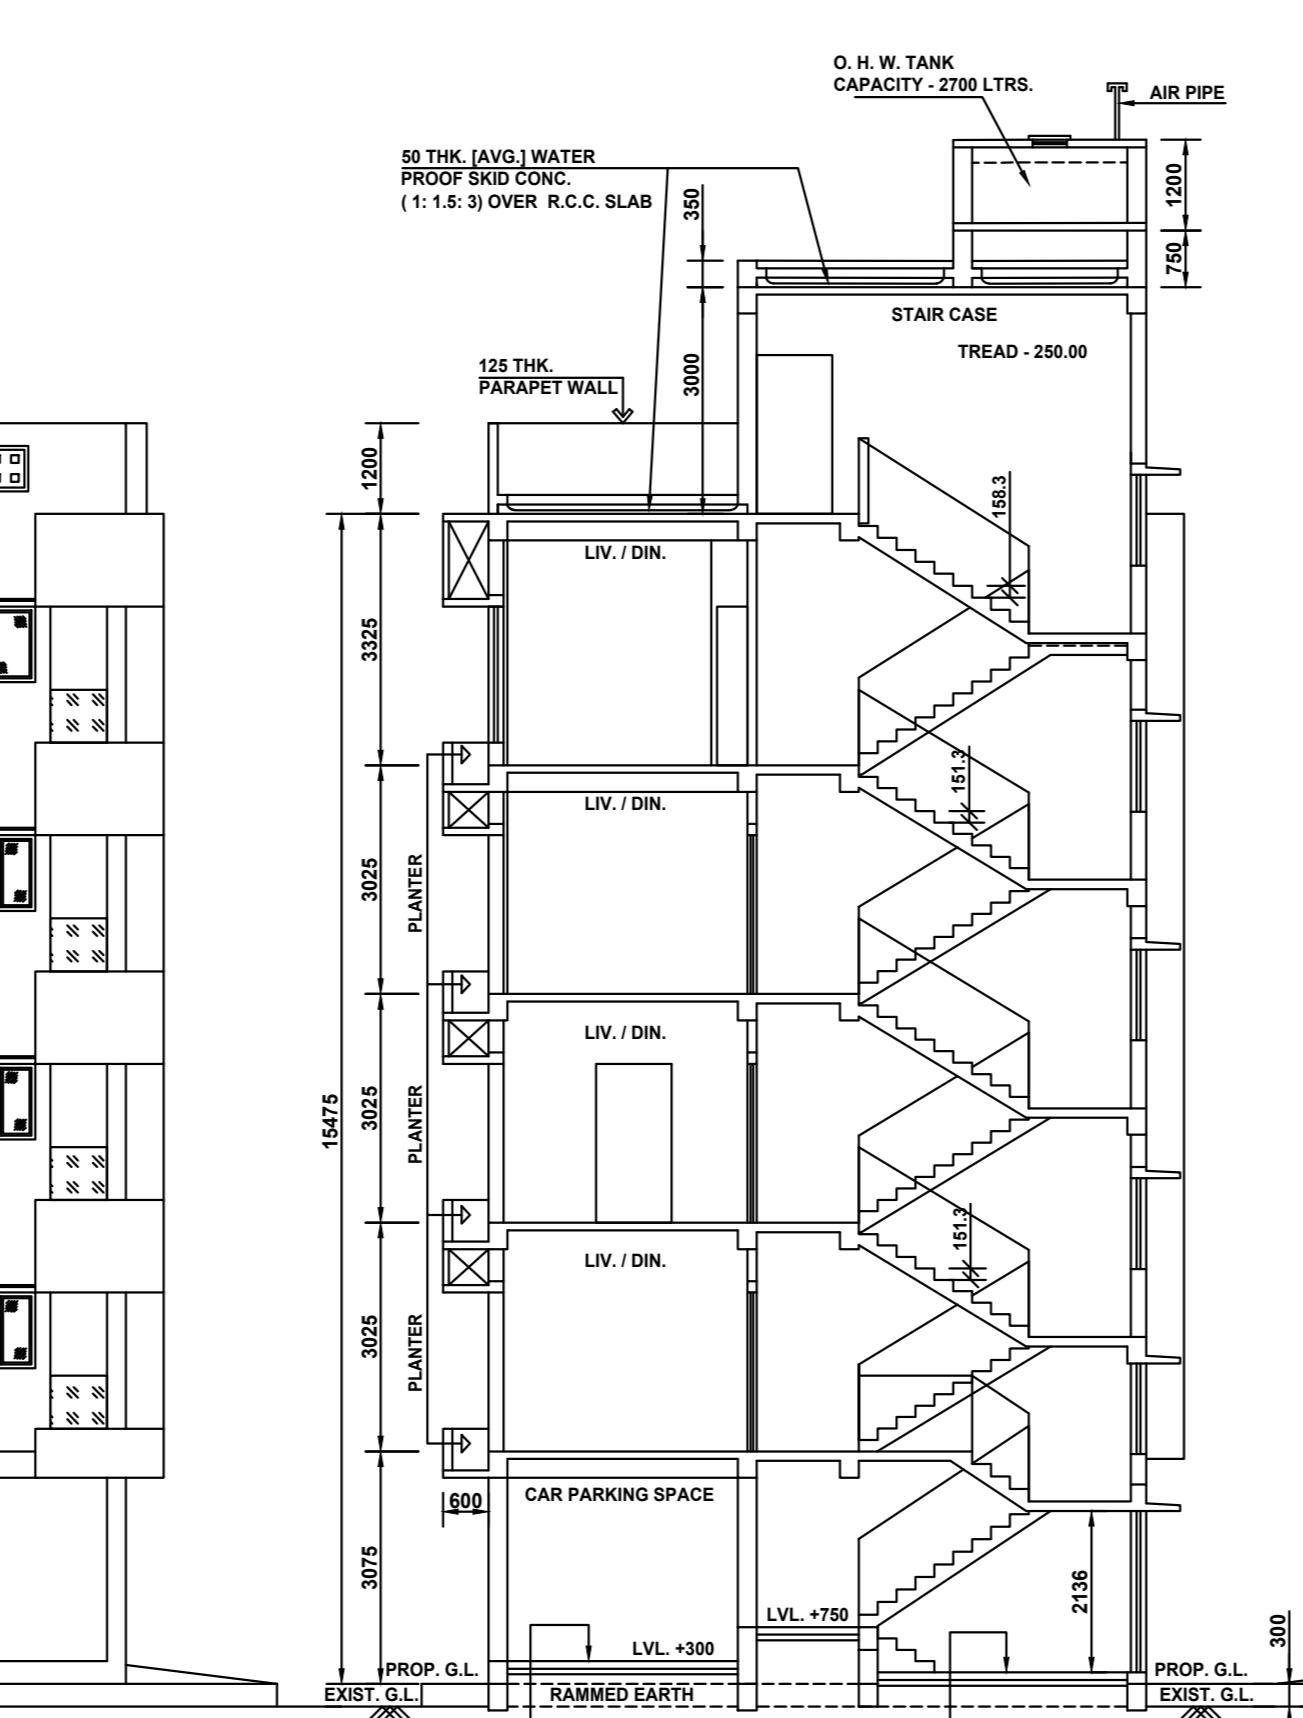 O. H. W. TANK
CAPACITY - 2700 LTRS.
AIR PIPE
50 THK. [AVG.] WATER
PROOF SKID CONC.
( 1: 1.5: 3) OVER R.C.C. SLAB
350
1200
750
STAIR CASE
TREAD - 250.00
125 THK.
PARAPET WALL
3000
1200
158.3
LIV. / DIN.
3325
151.3
LIV. / DIN.
3025
PLANTER
LIV. / DIN.
15475
3025
PLANTER
151.3
LIV. / DIN.
3025
PLANTER
600
CAR PARKING SPACE
3075
2136
LVL. +750
LVL. +300
300
PROP. G.L.
PROP. G.L.
EXIST. G.L.
RAMMED EARTH
EXIST. G.L.